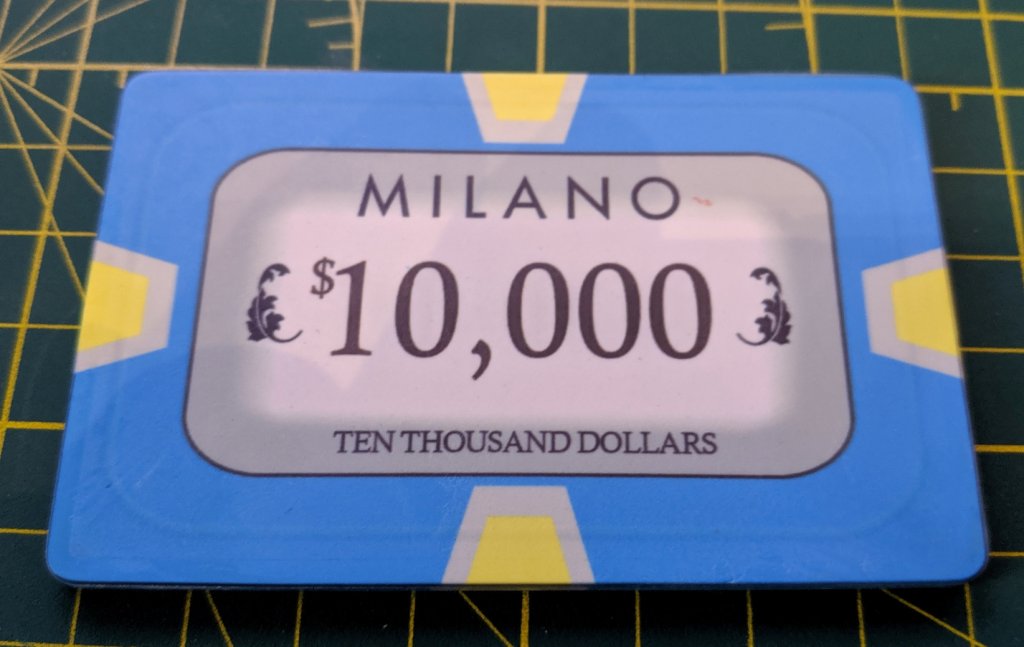 MILANO
$10,000
TEN THOUSAND DOLLARS